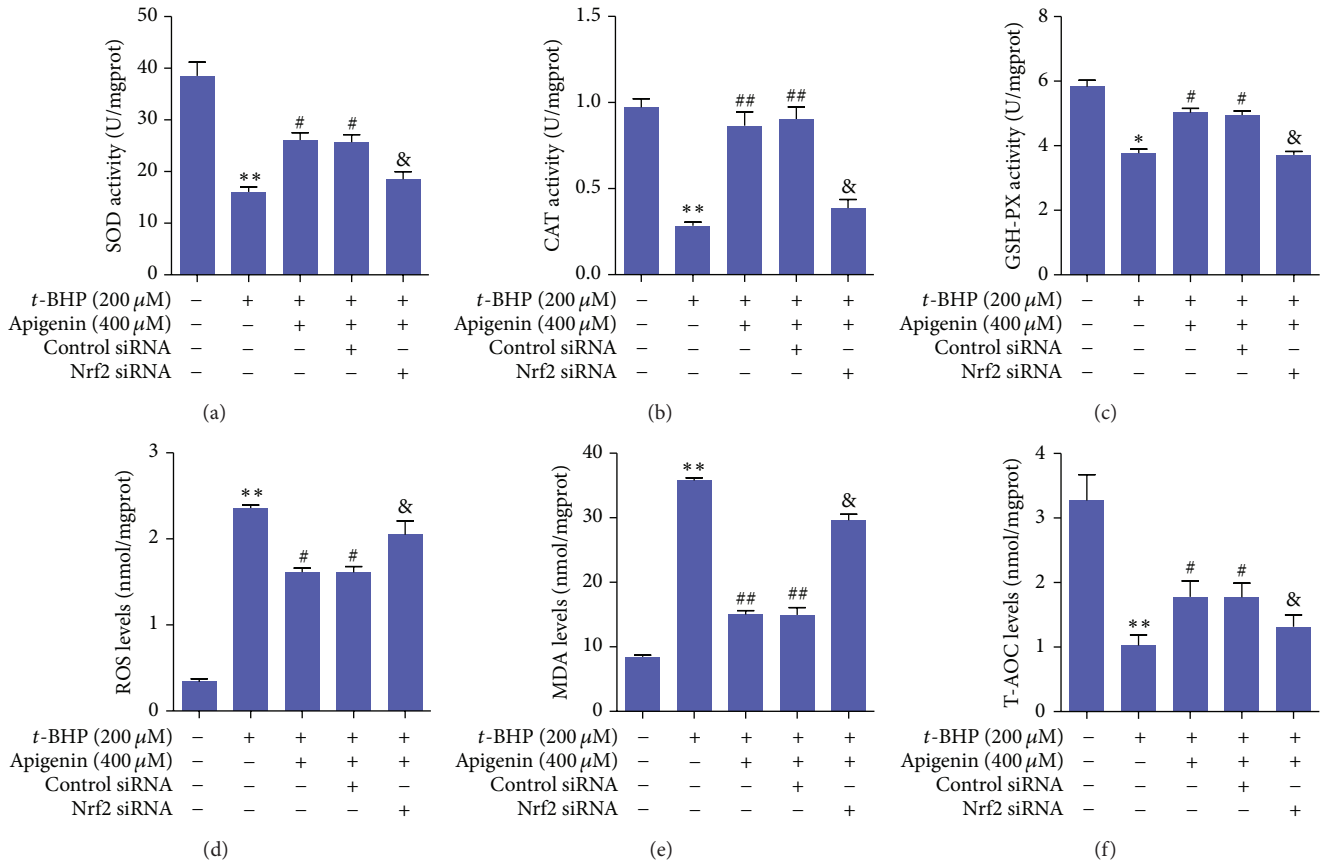 50
40
30
20
10
0
SOD activity (U/mgprot)
**
#
#
&
t-BHP (200 μM) − + + + +
Apigenin (400 μM) − − + + +
Control siRNA − − − + −
Nrf2 siRNA − − − − +
(a)
1.5
1.0
0.5
0.0
CAT activity (U/mgprot)
**
##
##
&
t-BHP (200 μM) − + + + +
Apigenin (400 μM) − − + + +
Control siRNA − − − + −
Nrf2 siRNA − − − − +
(b)
8
6
4
2
0
GSH-PX activity (U/mgprot)
*
#
#
&
t-BHP (200 μM) − + + + +
Apigenin (400 μM) − − + + +
Control siRNA − − − + −
Nrf2 siRNA − − − − +
(c)
3
2
1
0
ROS levels (nmol/mgprot)
**
#
#
&
t-BHP (200 μM) − + + + +
Apigenin (400 μM) − − + + +
Control siRNA − − − + −
Nrf2 siRNA − − − − +
(d)
40
30
20
10
0
MDA levels (nmol/mgprot)
**
##
##
&
t-BHP (200 μM) − + + + +
Apigenin (400 μM) − − + + +
Control siRNA − − − + −
Nrf2 siRNA − − − − +
(e)
4
3
2
1
0
T-AOC levels (nmol/mgprot)
**
#
#
&
t-BHP (200 μM) − + + + +
Apigenin (400 μM) − − + + +
Control siRNA − − − + −
Nrf2 siRNA − − − − +
(f)